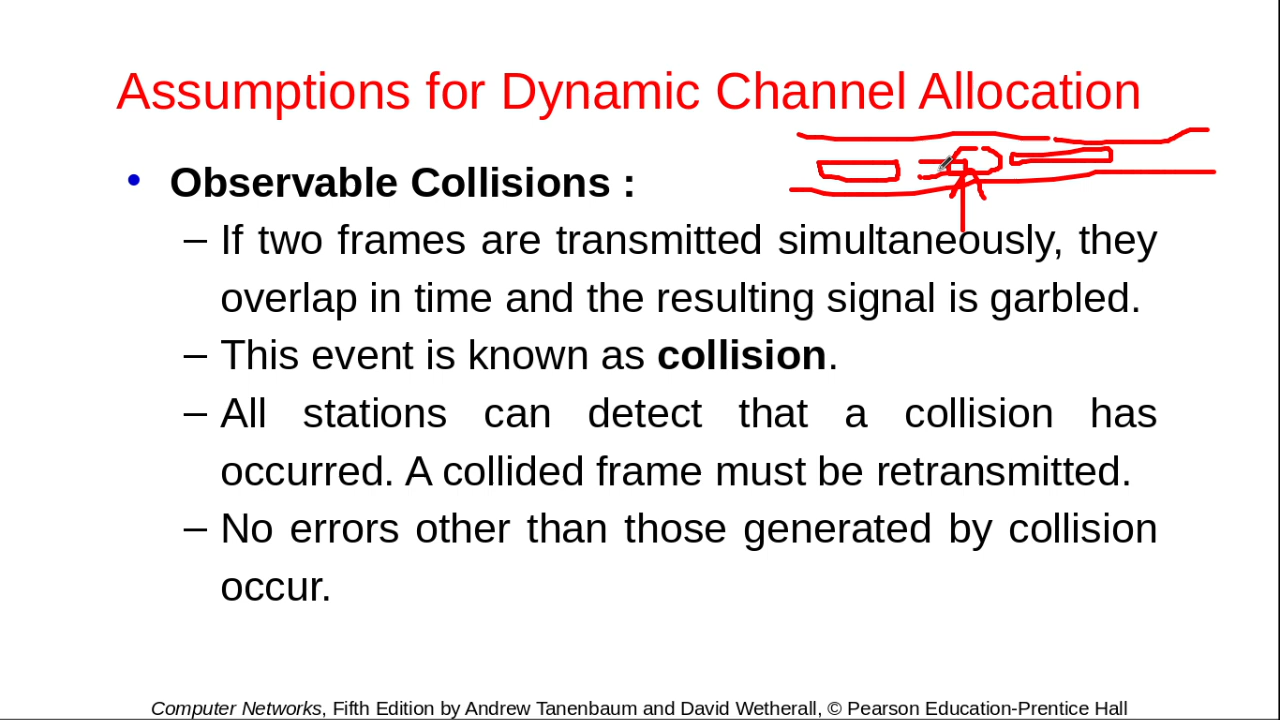 Assumptions for Dynamic Channel Allocation
• Observable Collisions :
– If two frames are transmitted simultaneously, they
overlap in time and the resulting signal is garbled.
– This event is known as collision.
– All stations can detect that a collision has
occurred. A collided frame must be retransmitted.
– No errors other than those generated by collision
occur.
Computer Networks, Fifth Edition by Andrew Tanenbaum and David Wetherall, © Pearson Education-Prentice Hall